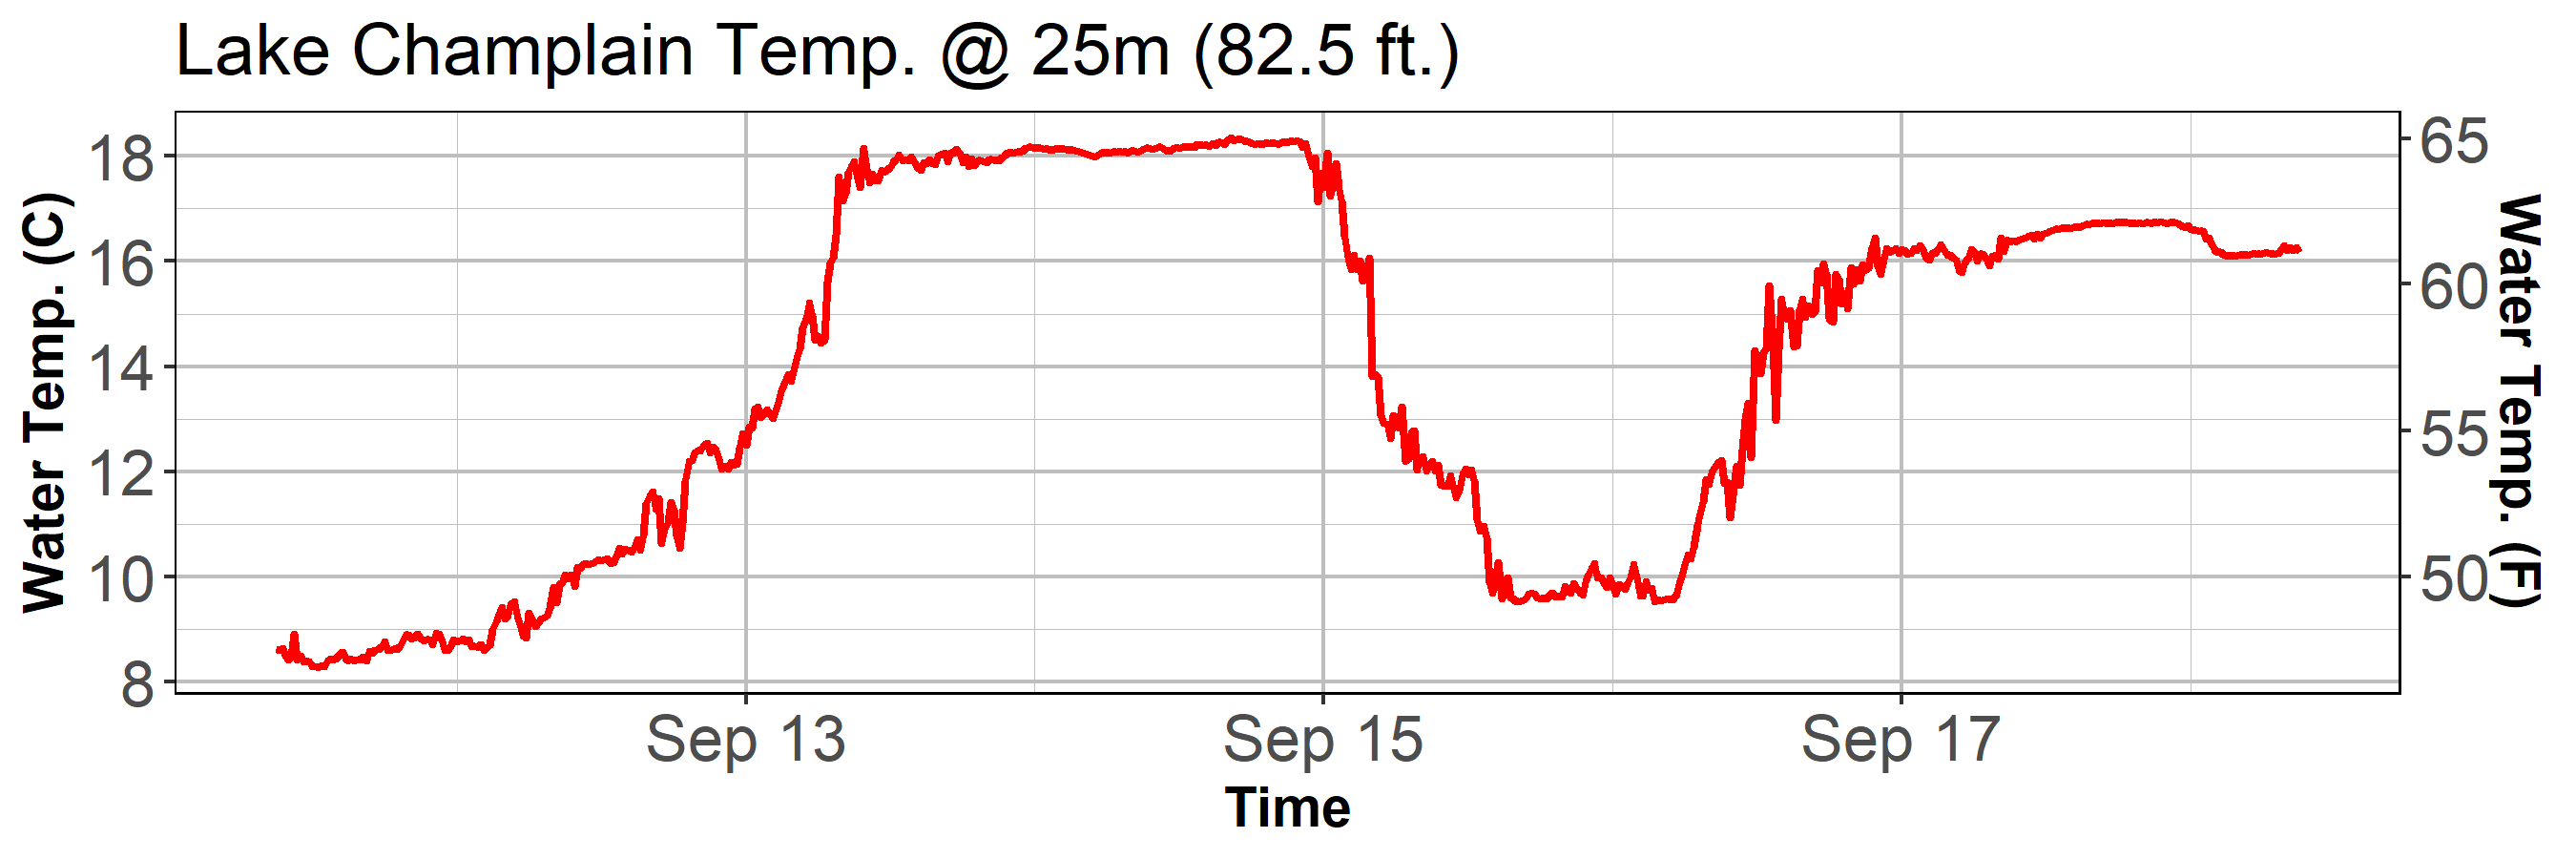 Lake Champlain Temp. @ 25m (82.5 ft.)
Water Temp. (C)
18
16
14
12
10
8
65
60
55
50
Water Temp. (F)
Sep 13
Sep 15
Sep 17
Time